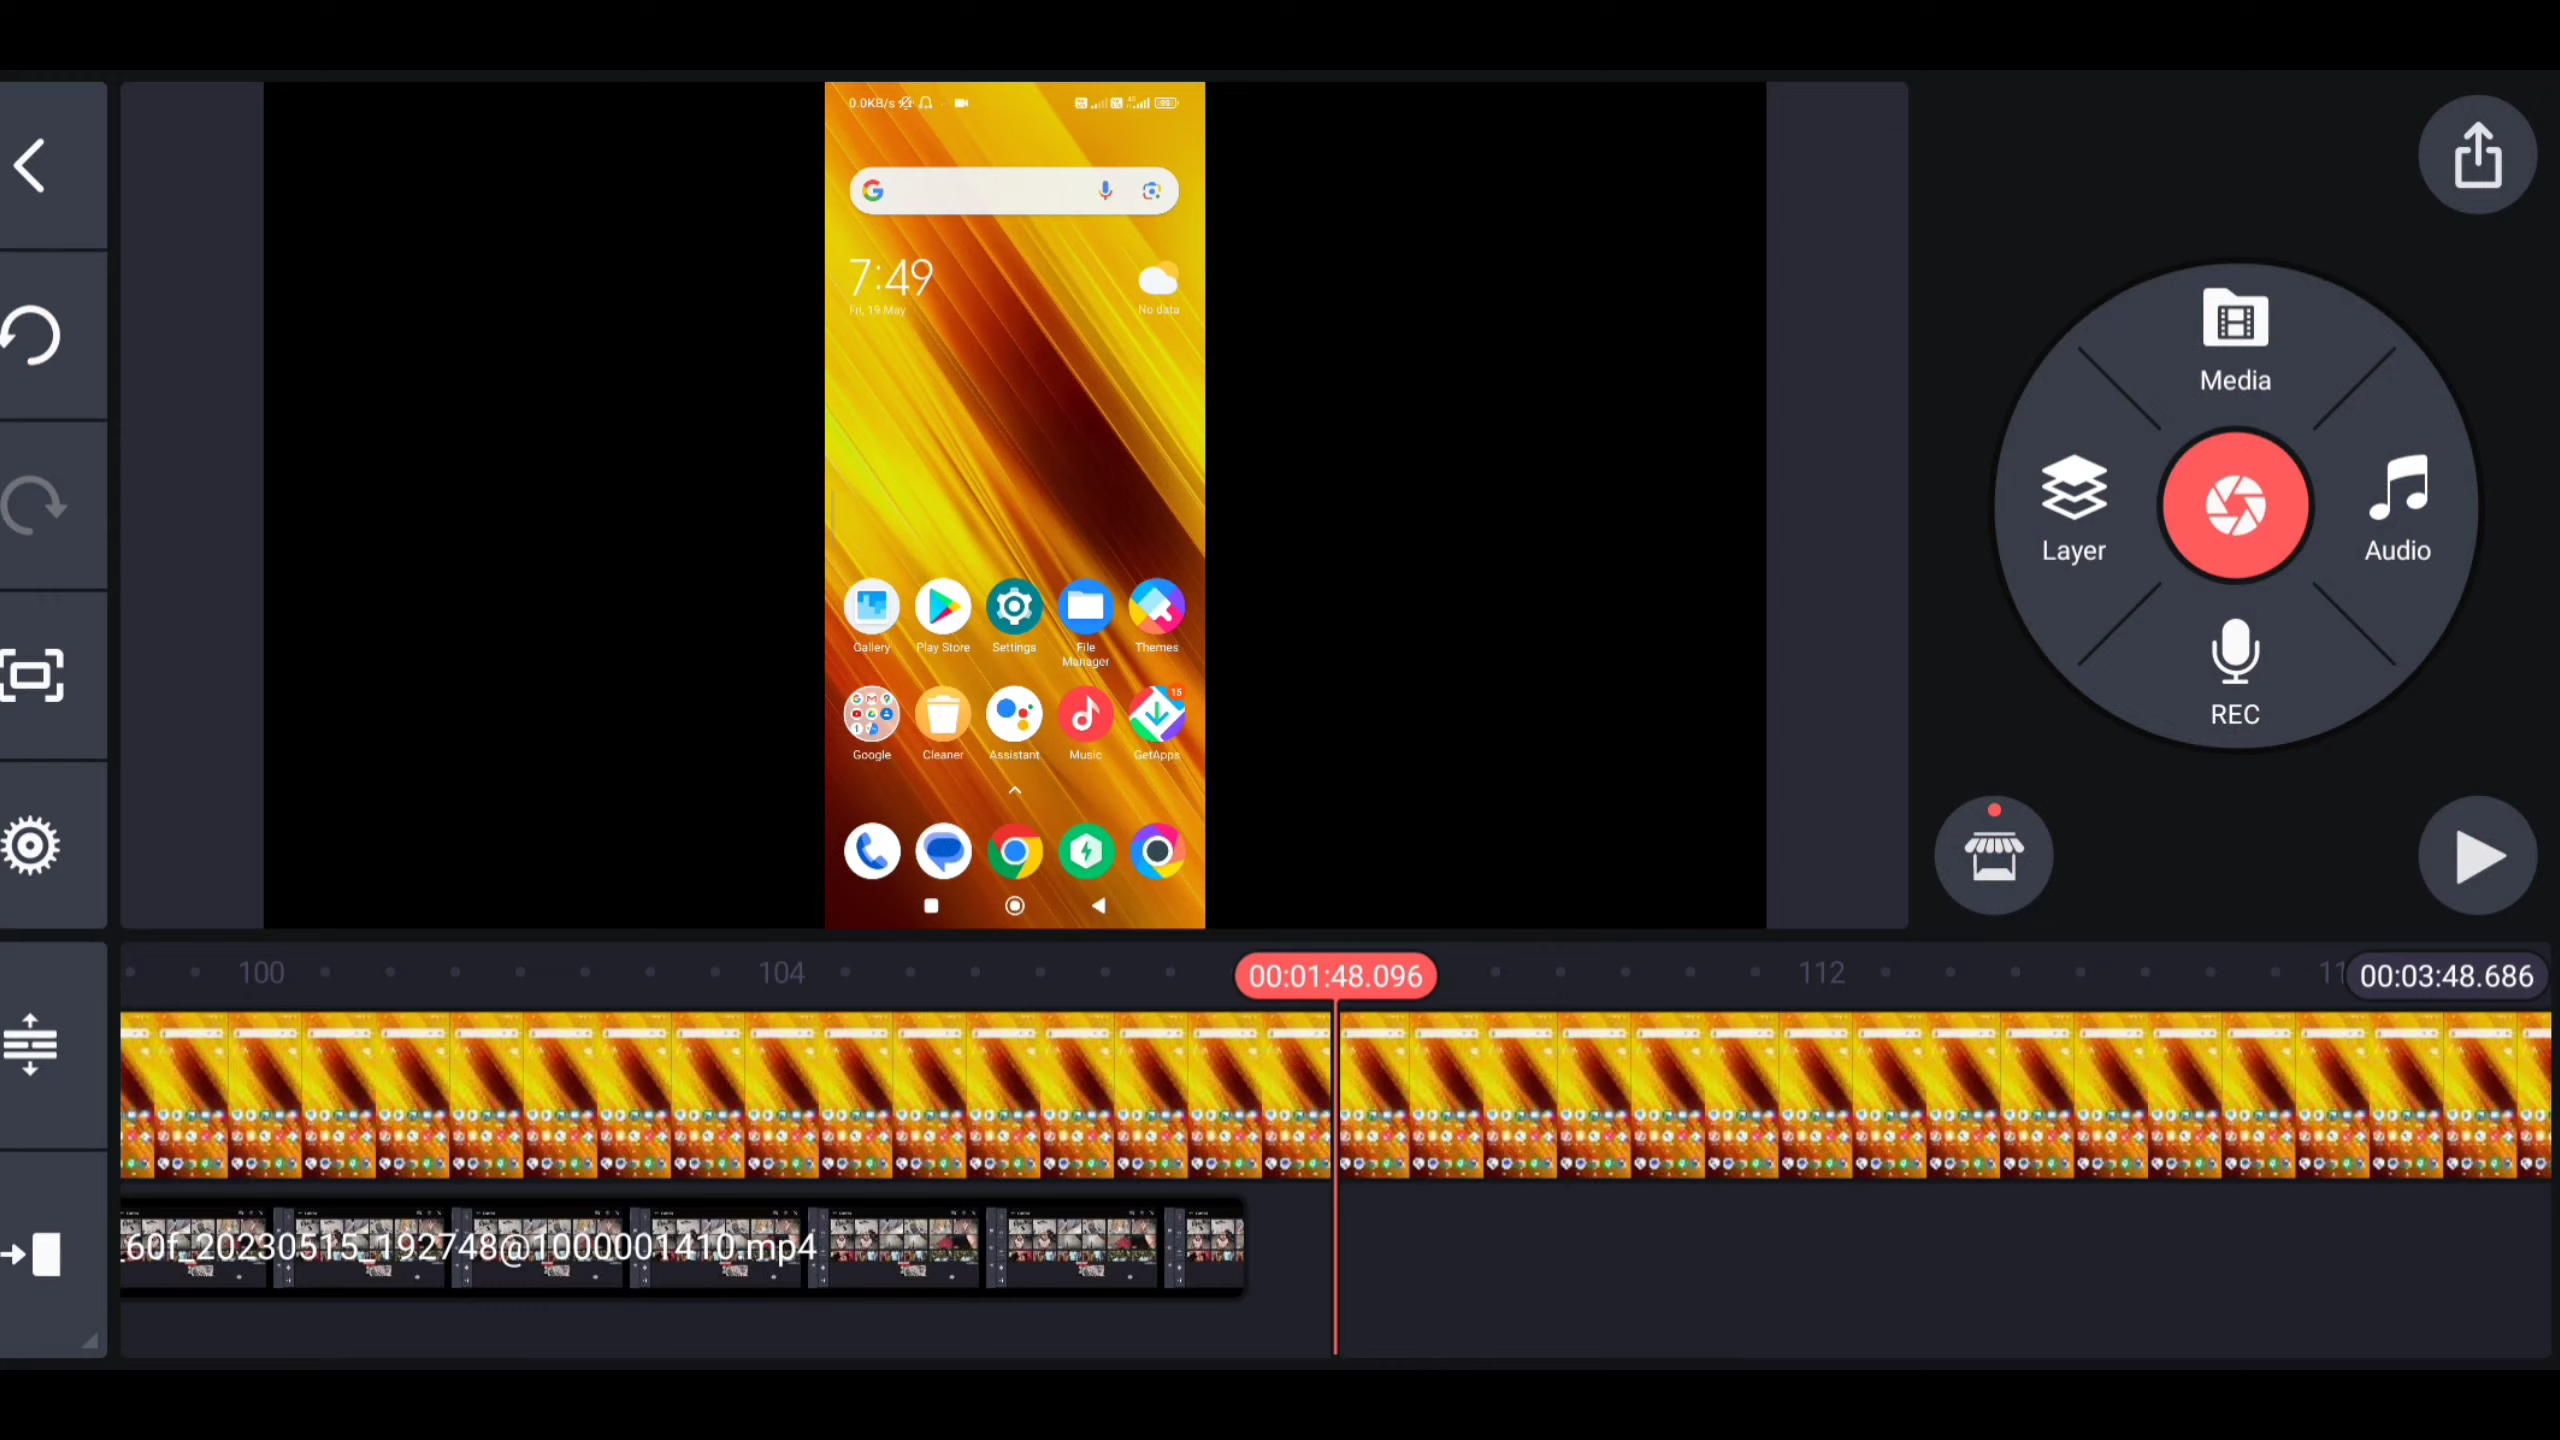 0.0KB/s
7:49
Fri, 19 May
No data
Gallery
Play Store
Settings
File
Manager
Themes
15
Google
Cleaner
Assistant
Music
GetApps
Media
Layer
Audio
REC
100
104
00:01:48.096
112
11
00:03:48.686
60f_20230515_192748@1000001410.mp4